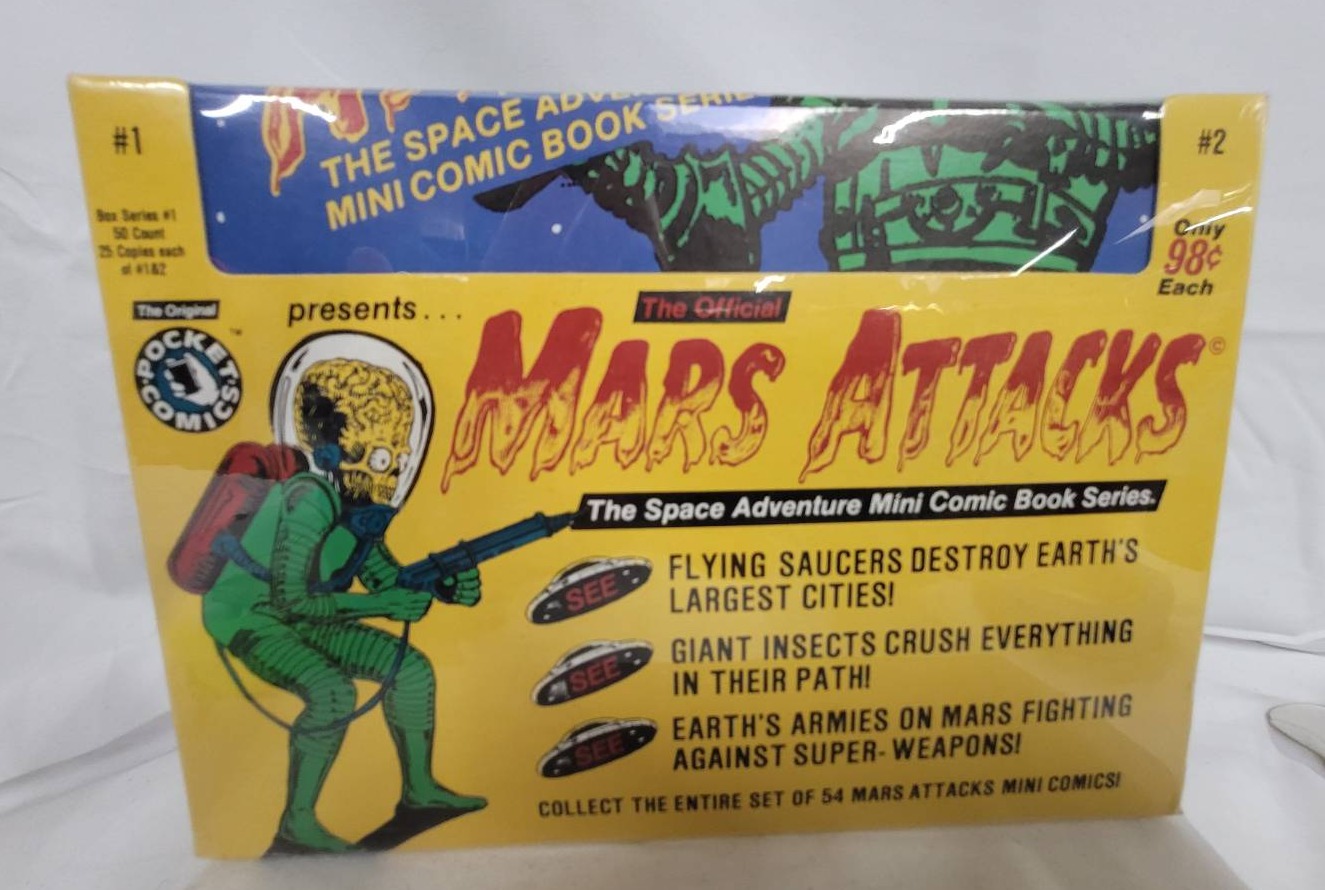 #1
THE SPACE
MINI COMIC BOOK
#2
Box Series #1
50 Count
25 Copies each
of #1&2
Only
98¢
Each
The Original
POCKET COMICS
™
presents...
The Official
MARS ATTACKS©
The Space Adventure Mini Comic Book Series.
SEE
FLYING SAUCERS DESTROY EARTH'S
LARGEST CITIES!
SEE
GIANT INSECTS CRUSH EVERYTHING
IN THEIR PATH!
SEE
EARTH'S ARMIES ON MARS FIGHTING
AGAINST SUPER-WEAPONS!
COLLECT THE ENTIRE SET OF 54 MARS ATTACKS MINI COMICS!